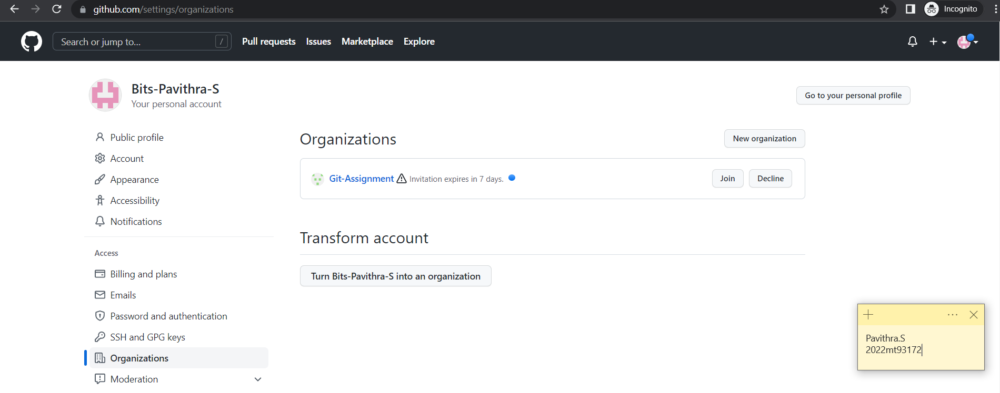 github.com/settings/organizations
Incognito
Search or jump to... /
Pull requests Issues Marketplace Explore
Bits-Pavithra-S
Your personal account
Go to your personal profile
Public profile
Account
Appearance
Accessibility
Notifications
Access
Billing and plans
Emails
Password and authentication
SSH and GPG keys
Organizations
Moderation
Organizations
New organization
Git-Assignment Invitation expires in 7 days.
Join Decline
Transform account
Turn Bits-Pavithra-S into an organization
Pavithra.S
2022mt93172